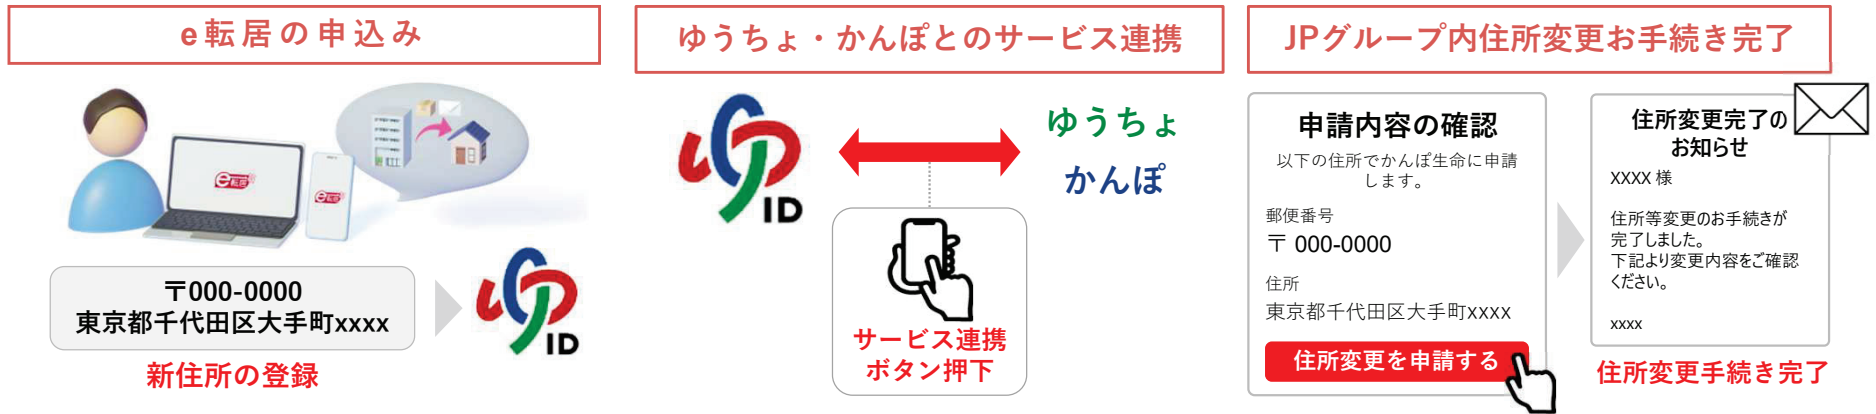 e転居の申込み
e転居
e転居
〒000-0000
東京都千代田区大手町xxxx
ID
新住所の登録
ゆうちょ・かんぽとのサービス連携
ID
ゆうちょ
かんぽ
サービス連携
ボタン押下
JPグループ内住所変更お手続き完了
申請内容の確認
以下の住所でかんぽ生命に申請
します。
郵便番号
〒 000-0000
住所
東京都千代田区大手町xxxx
住所変更を申請する
住所変更完了の
お知らせ
XXXX 様
住所等変更のお手続きが
完了しました。
下記より変更内容をご確認
ください。
xxxx
住所変更手続き完了